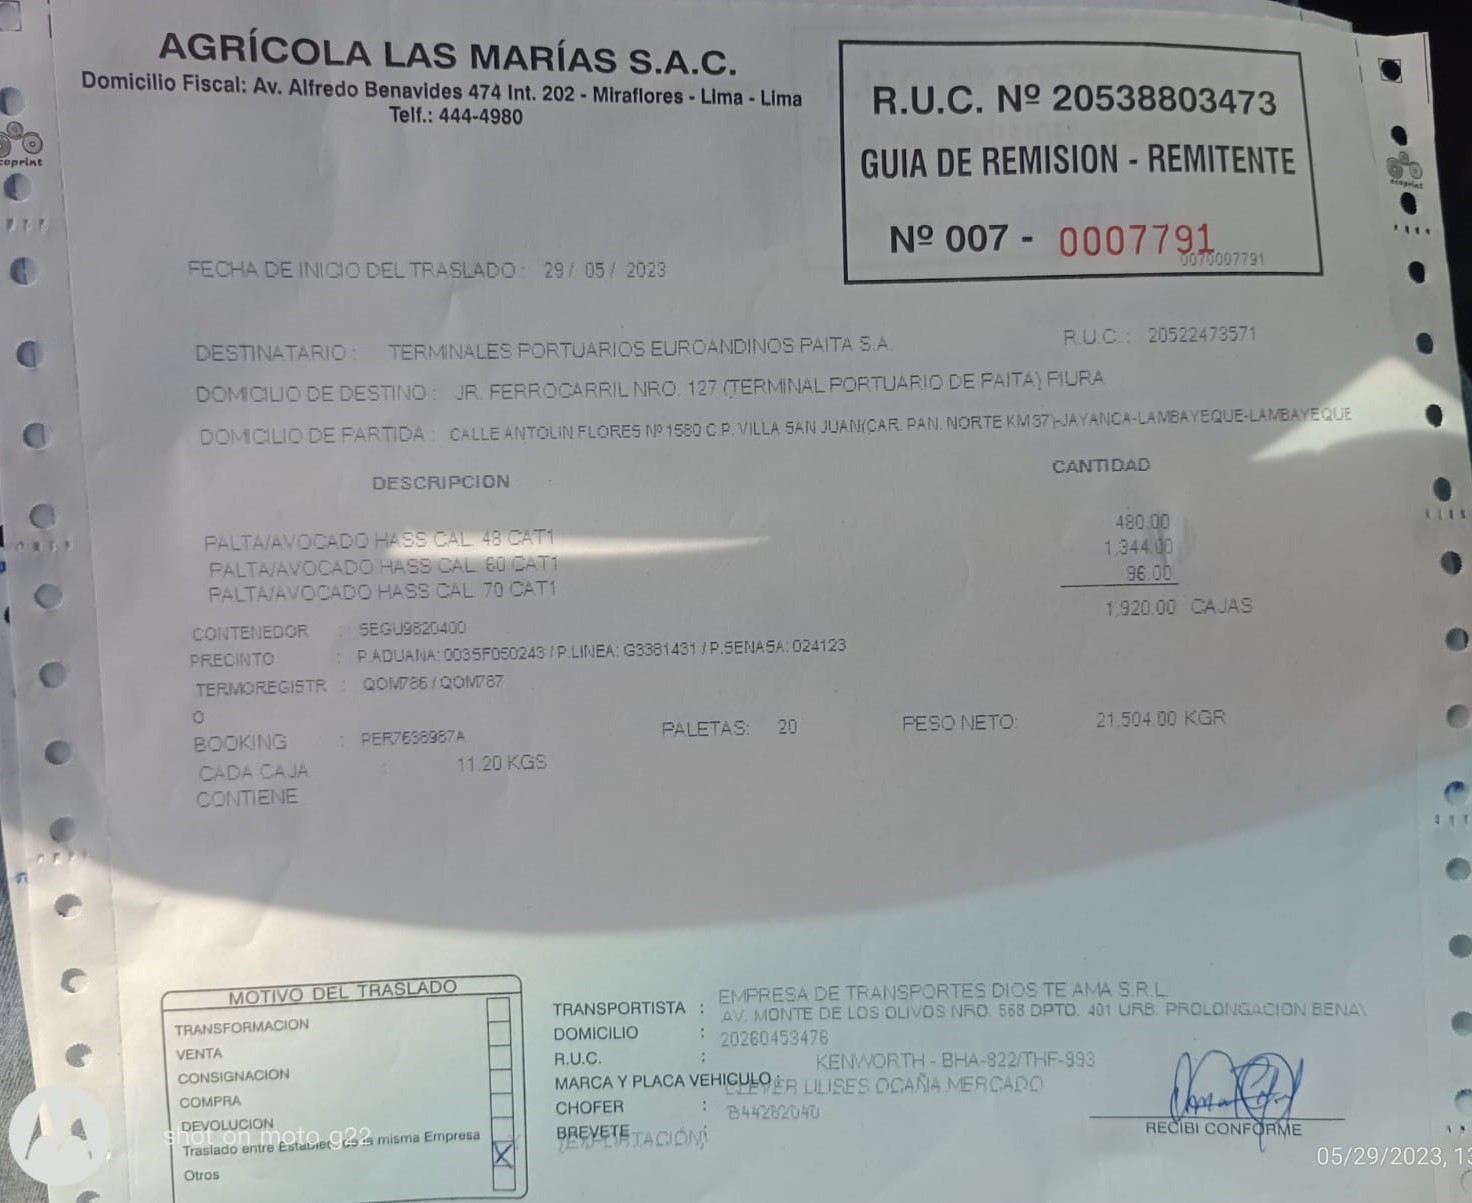 AGRÍCOLA LAS MARÍAS S.A.C.
Domicilio Fiscal: Av. Alfredo Benavides 474 Int. 202 - Miraflores - Lima - Lima
Telf.: 444-4980
R.U.C. Nº 20538803473
GUIA DE REMISION - REMITENTE
Nº 007 - 0007791
0070007791
ecoprint
FECHA DE INICIO DEL TRASLADO : 29 / 05 / 2023
DESTINATARIO : TERMINALES PORTUARIOS EUROANDINOS PAITA S.A. R.U.C. : 20522473571
DOMICILIO DE DESTINO : JR. FERROCARRIL NRO. 127 (TERMINAL PORTUARIO DE PAITA) PIURA
DOMICILIO DE PARTIDA : CALLE ANTOLIN FLORES Nº 1580 C.P. VILLA SAN JUAN(CAR. PAN. NORTE KM 37)-JAYANCA-LAMBAYEQUE-LAMBAYEQUE
DESCRIPCION CANTIDAD
PALTA/AVOCADO HASS CAL. 48 CAT1 480.00
PALTA/AVOCADO HASS CAL. 60 CAT1 1,344.00
PALTA/AVOCADO HASS CAL. 70 CAT1 96.00
1,920.00 CAJAS
CONTENEDOR : SEGU9820400
PRECINTO : P.ADUANA: 003SF050243 / P.LINEA: G3381431 / P.SENASA: 024123
TERMOREGISTR : QOM786 / QOM787
O
BOOKING : PER7638987A PALETAS: 20 PESO NETO: 21,504.00 KGR
CADA CAJA : 11.20 KGS
CONTIENE
MOTIVO DEL TRASLADO
TRANSFORMACION
VENTA
CONSIGNACION
COMPRA
DEVOLUCION
Traslado entre misma Empresa X
Otros
TRANSPORTISTA : EMPRESA DE TRANSPORTES DIOS TE AMA S.R.L
DOMICILIO : AV. MONTE DE LOS OLIVOS NRO. 568 DPTO. 401 URB. PROLONGACION BENA
R.U.C. : 20260453476
MARCA Y PLACA VEHICULO : KENWORTH - BHA-822/THF-993
CHOFER : ULISES OCAÑA MERCADO
BREVETE : B44282040
(EXPORTACIÓN)
RECIBI CONFORME
shot on moto g22
05/29/2023, 13